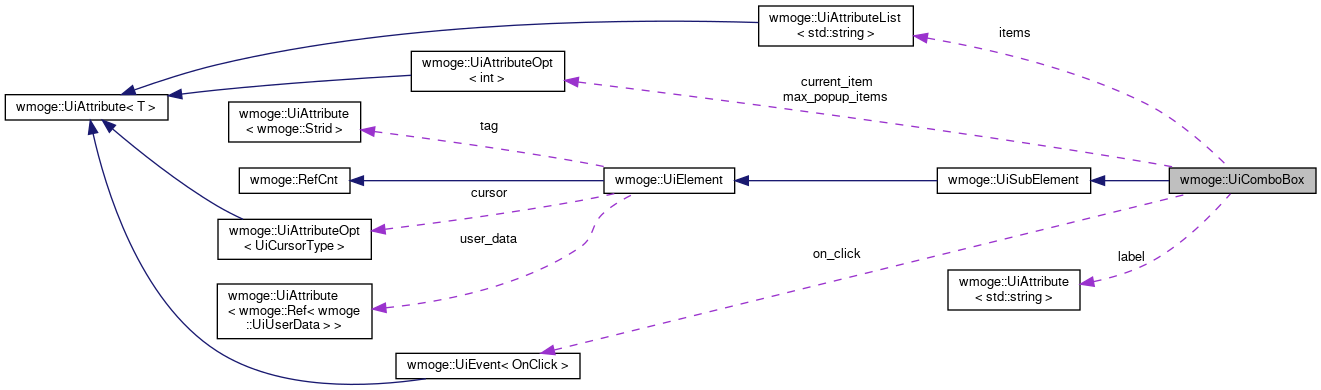 wmoge::UiAttributeList
< std::string >
items
wmoge::UiAttributeOpt
< int >
current_item
max_popup_items
wmoge::UiAttribute< T >
wmoge::UiAttribute
< wmoge::Strid >
tag
wmoge::RefCnt
wmoge::UiElement
wmoge::UiSubElement
wmoge::UiComboBox
cursor
wmoge::UiAttributeOpt
< UiCursorType >
user_data
on_click
label
wmoge::UiAttribute
< std::string >
wmoge::UiAttribute
< wmoge::Ref< wmoge
::UiUserData > >
wmoge::UiEvent< OnClick >